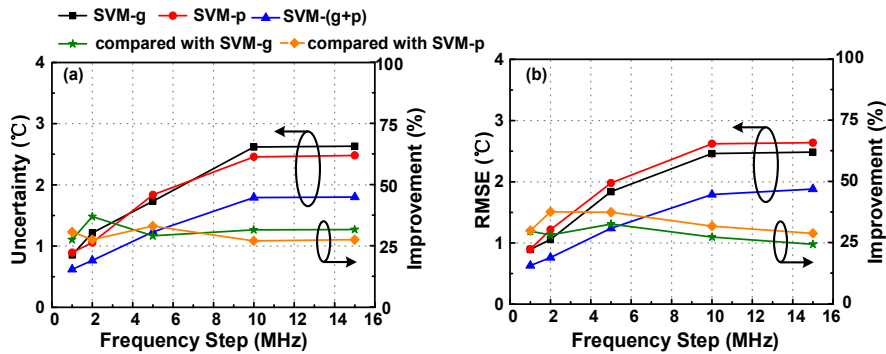 SVM-g SVM-p SVM-(g+p)
compared with SVM-g compared with SVM-p
(a)
Uncertainty (℃)
4
3
2
1
0
100
75
50
25
0
Improvement (%)
0 2 4 6 8 10 12 14 16
Frequency Step (MHz)
(b)
RMSE (℃)
4
3
2
1
0
100
75
50
25
0
Improvement (%)
0 2 4 6 8 10 12 14 16
Frequency Step (MHz)